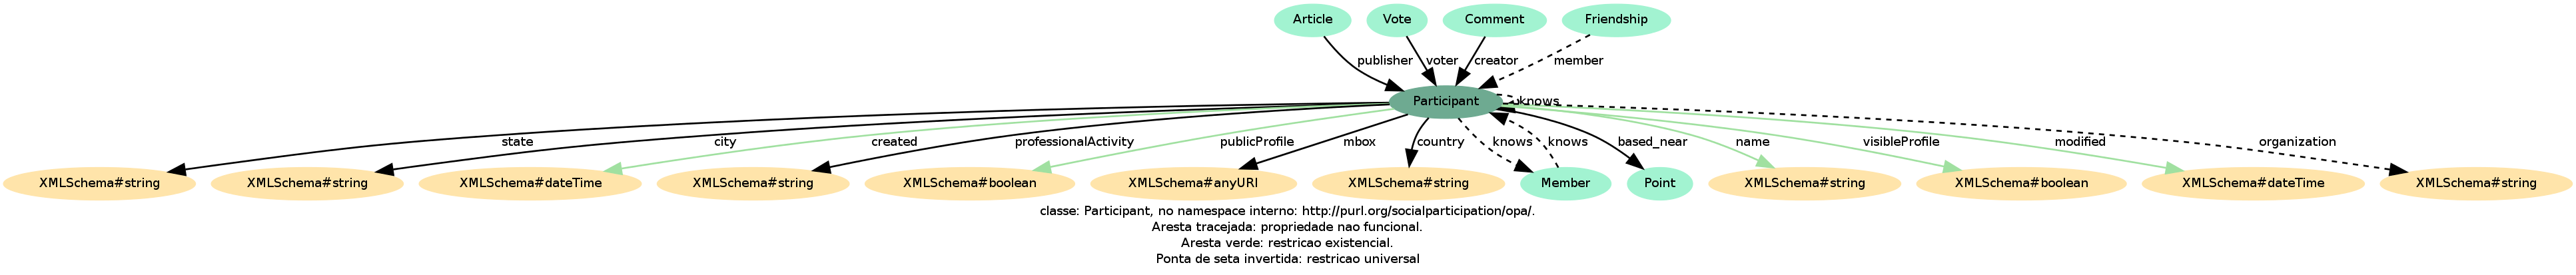 Article Vote Comment Friendship
publisher voter creator member
Participant knows
state city created professionalActivity publicProfile mbox country knows knows based_near name visibleProfile modified organization
XMLSchema#string XMLSchema#string XMLSchema#dateTime XMLSchema#string XMLSchema#boolean XMLSchema#anyURI XMLSchema#string Member Point XMLSchema#string XMLSchema#boolean XMLSchema#dateTime XMLSchema#string
classe: Participant, no namespace interno: http://purl.org/socialparticipation/opa/.
Aresta tracejada: propriedade nao funcional.
Aresta verde: restricao existencial.
Ponta de seta invertida: restricao universal